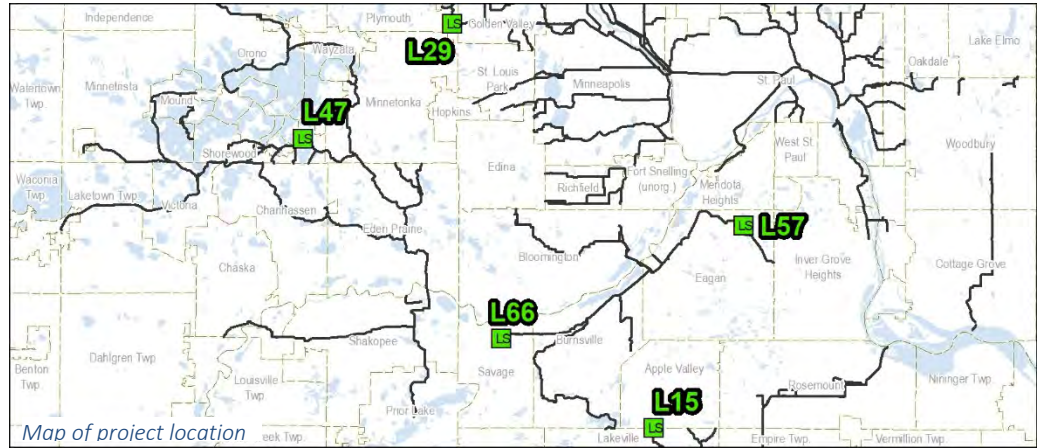 Independence
Plymouth
LS
Golden Valley
L29
Lake Elmo
Orono
Wayzata
Oakdale
St. Louis
Park
St. Paul
Watertown
Twp.
Minnetrista
Minnetonka
Minneapolis
Mound
Hopkins
L47
LS
Woodbury
West St
Paul
Shorewood
Edina
Waconia
Twp.
Laketown Twp.
Victoria
Richfield
Fort Snelling
(unorg.)
Mendota
Heights
Chanhassen
Eden Prairie
LS
L57
Bloomington
Chaska
Eagan
Inver Grove
Heights
Cottage Grove
L66
LS
Burnsville
Shakopee
Savage
Dahlgren Twp.
Benton
Twp.
Louisville
Twp.
Apple Valley
Rosemount
Nininger Twp.
Prior Lake
L15
LS
Map of project location
eek Twp.
Lakeville
Empire Twp.
Vermillion Twp.